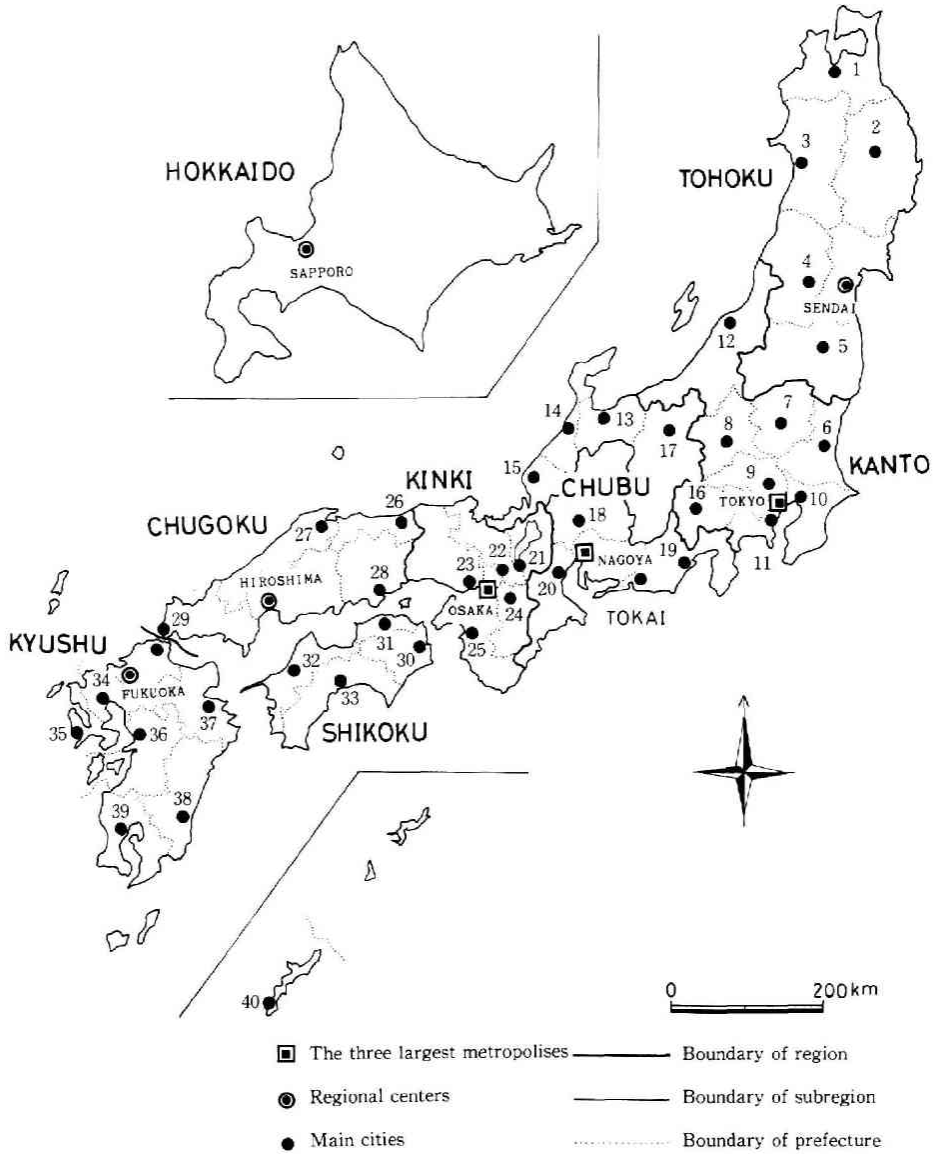 1
HOKKAIDO
3
2
TOHOKU
SAPPORO
4
SENDAI
12
5
14
13
17
8
7
6
KANTO
15
KINKI
CHUBU
9
TOKYO
10
16
26
CHUGOKU
27
18
11
19
22
21
NAGOYA
HIROSHIMA
28
23
20
OSAKA
24
TOKAI
29
KYUSHU
31
25
30
32
34
FUKUOKA
33
37
35
36
SHIKOKU
39
38
40
0 200km
The three largest metropolises Boundary of region
Regional centers Boundary of subregion
Main cities Boundary of prefecture